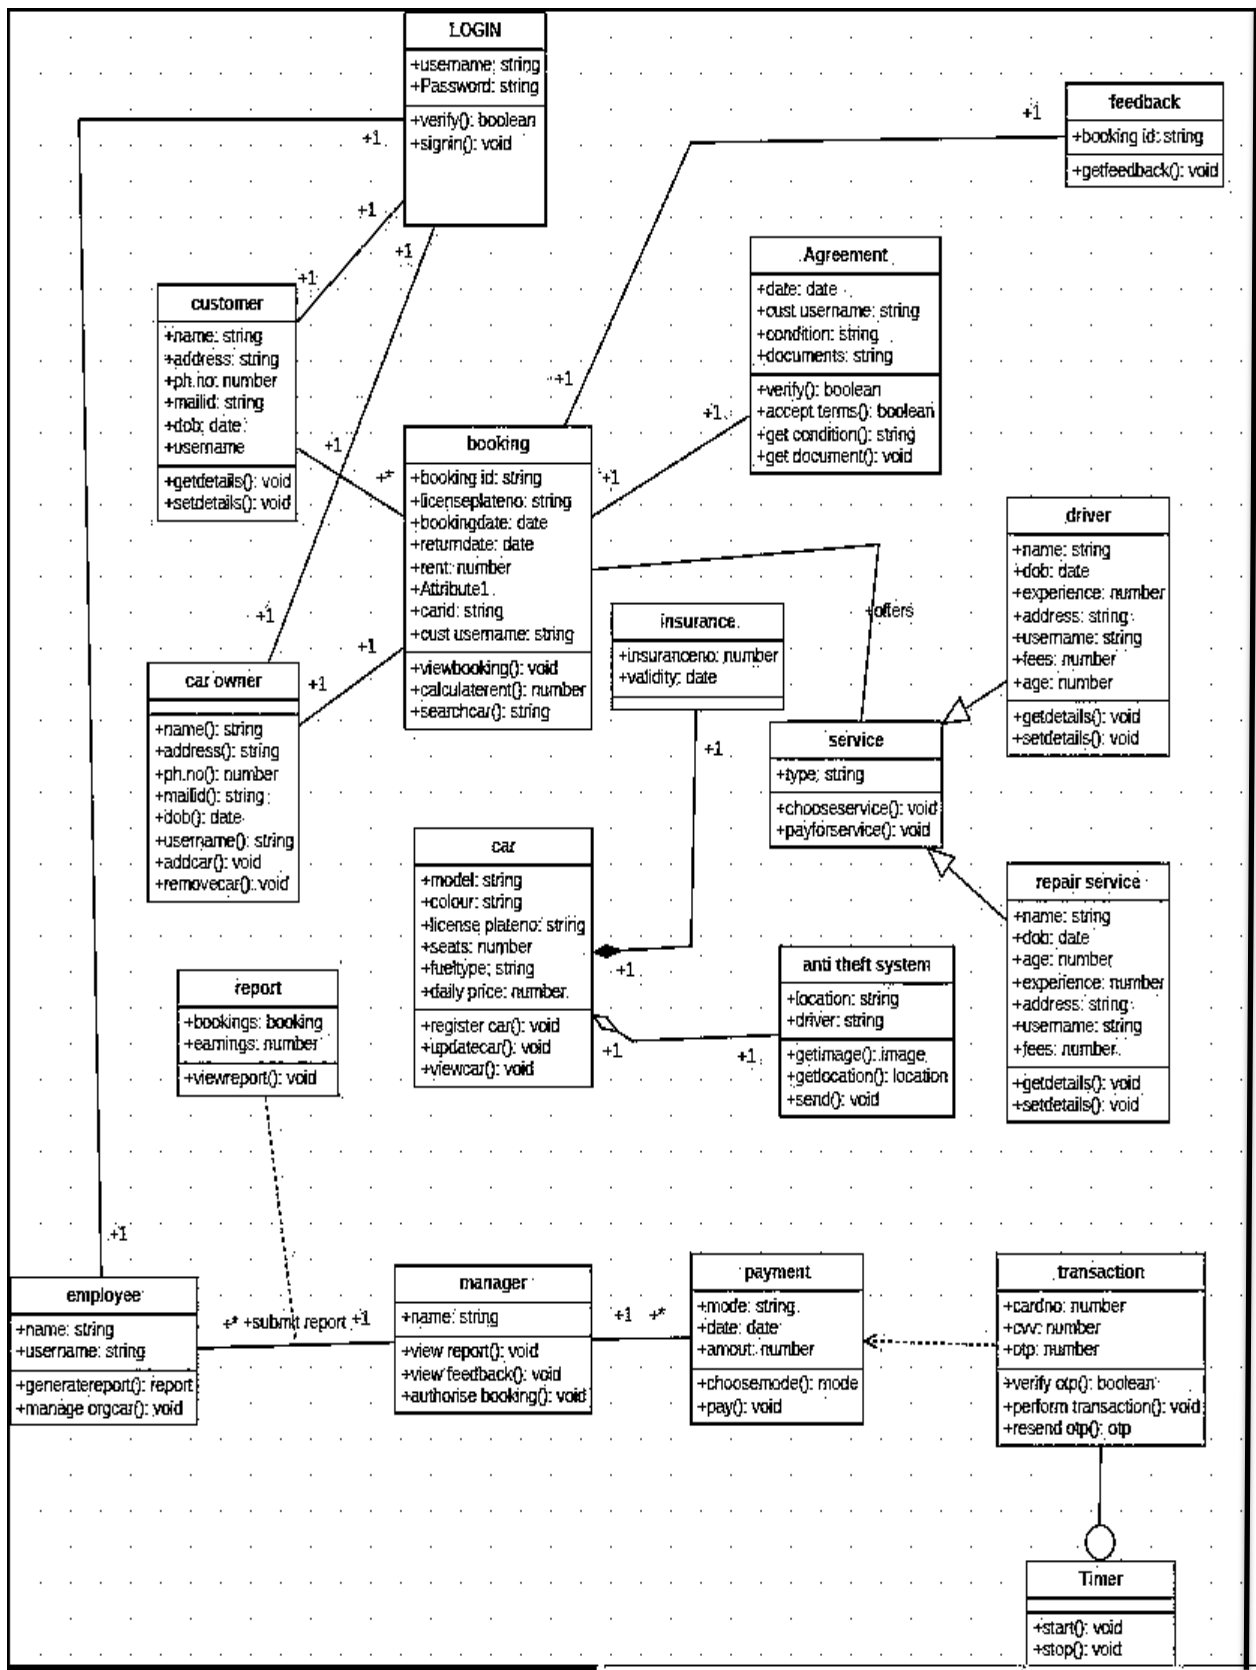 LOGIN
+username: string
+Password: string
+verify(): boolean
+signin(): void
+1
+1
+1
+1
feedback
+booking id: string
+getfeedback(): void
+1
+1
Agreement
+date: date
+cust username: string
+condition: string
+documents: string
+verify(): boolean
+accept terms(): boolean
+get condition(): string
+get document(): void
+1
+1
customer
+name: string
+address: string
+ph.no: number
+mailid: string
+dob: date
+username
+getdetails(): void
+setdetails(): void
+1
+*
booking
+booking id: string
+licenseplateno: string
+bookingdate: date
+returndate: date
+rent: number
+Attribute1
+carid: string
+cust username: string
+viewbooking(): void
+calculaterent(): number
+searchcar(): string
+1
+1
+1
driver
+name: string
+dob: date
+experience: number
+address: string
+username: string
+fees: number
+age: number
+getdetails(): void
+setdetails(): void
+offers
insurance
+insuranceno: number
+validity: date
+1
car owner
+name(): string
+address(): string
+ph.no(): number
+mailid(): string
+dob(): date
+username(): string
+addcar(): void
+removecar(): void
service
+type: string
+chooseservice(): void
+payforservice(): void
car
+model: string
+colour: string
+license plateno: string
+seats: number
+fueltype: string
+daily price: number
+register car(): void
+updatecar(): void
+viewcar(): void
+1
+1
+1
repair service
+name: string
+dob: date
+age: number
+experience: number
+address: string
+username: string
+fees: number
+getdetails(): void
+setdetails(): void
anti theft system
+location: string
+driver: string
+getimage(): image
+getlocation(): location
+send(): void
report
+bookings: booking
+earnings: number
+viewreport(): void
+1
employee
+name: string
+username: string
+generatereport(): report
+manage orgcar(): void
+* +submit report +1
manager
+name: string
+view report(): void
+view feedback(): void
+authorise booking(): void
+1 +*
payment
+mode: string
+date: date
+amout: number
+choosemode(): mode
+pay(): void
transaction
+cardno: number
+cvv: number
+otp: number
+verify otp(): boolean
+perform transaction(): void
+resend otp(): otp
Timer
+start(): void
+stop(): void